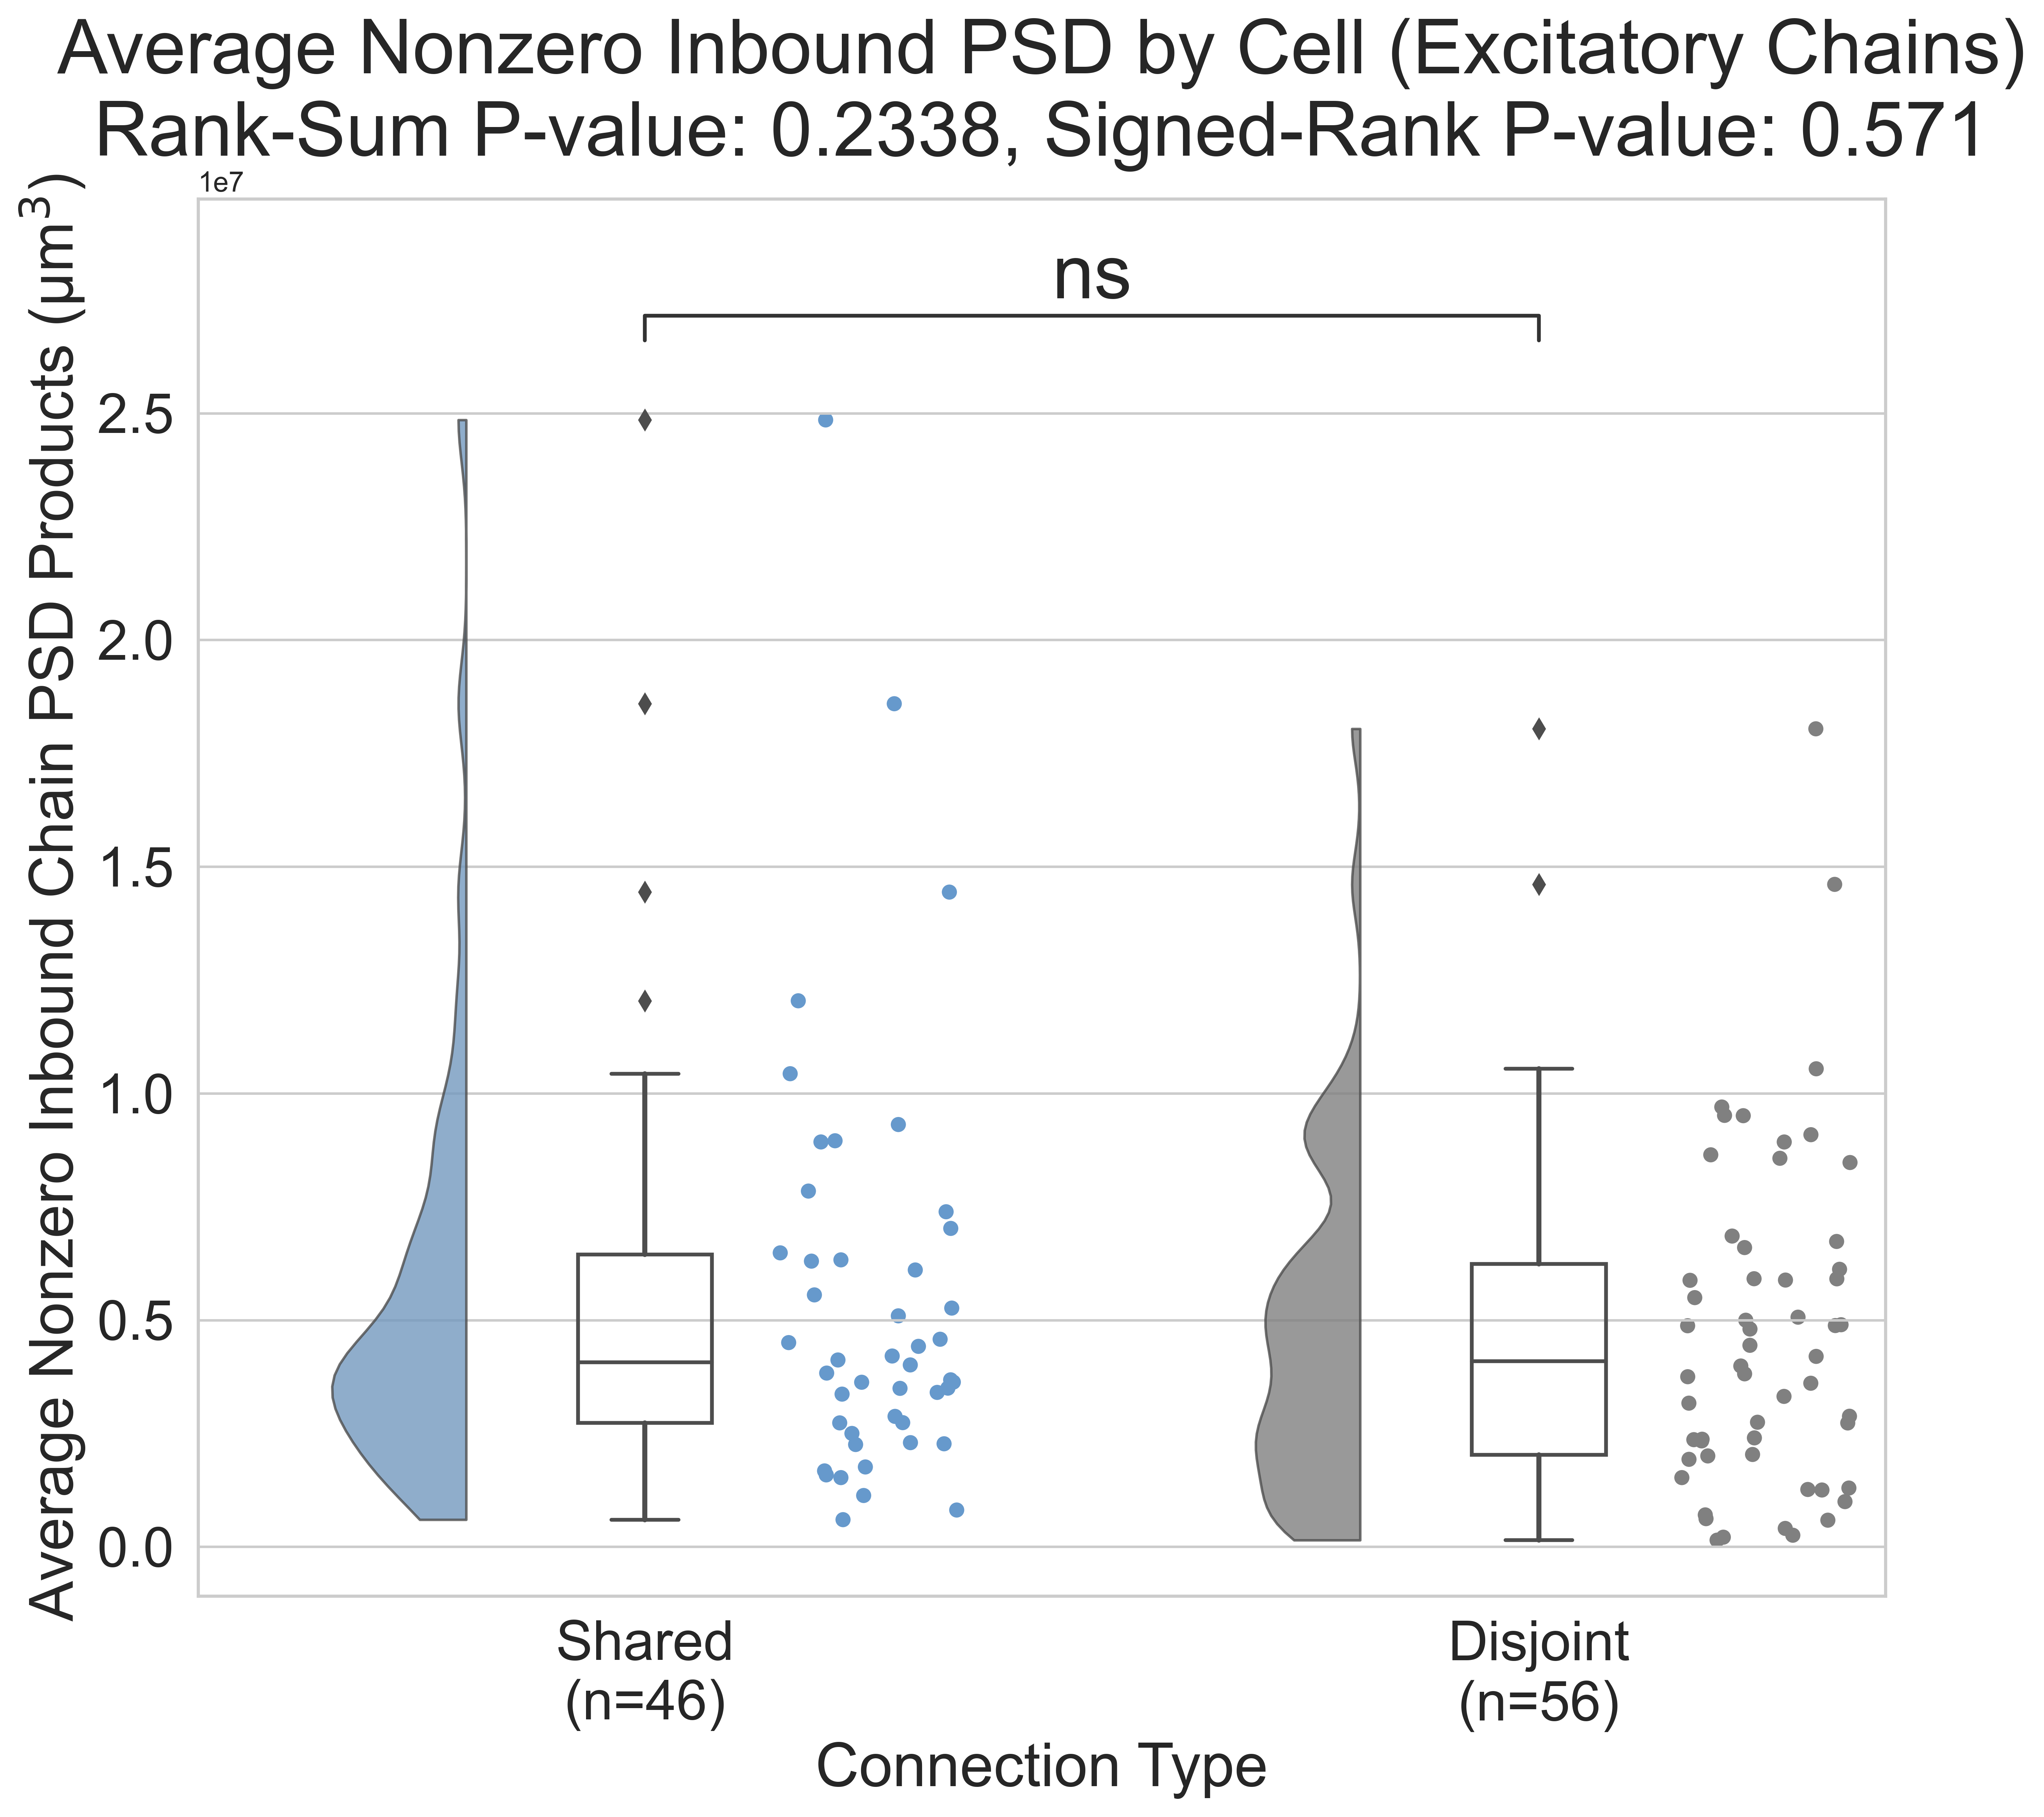 Average Nonzero Inbound PSD by Cell (Excitatory Chains)
Rank-Sum P-value: 0.2338, Signed-Rank P-value: 0.571
1e7
Average Nonzero Inbound Chain PSD Products (µm³)
ns
2.5
2.0
1.5
1.0
0.5
0.0
Shared
(n=46)
Disjoint
(n=56)
Connection Type